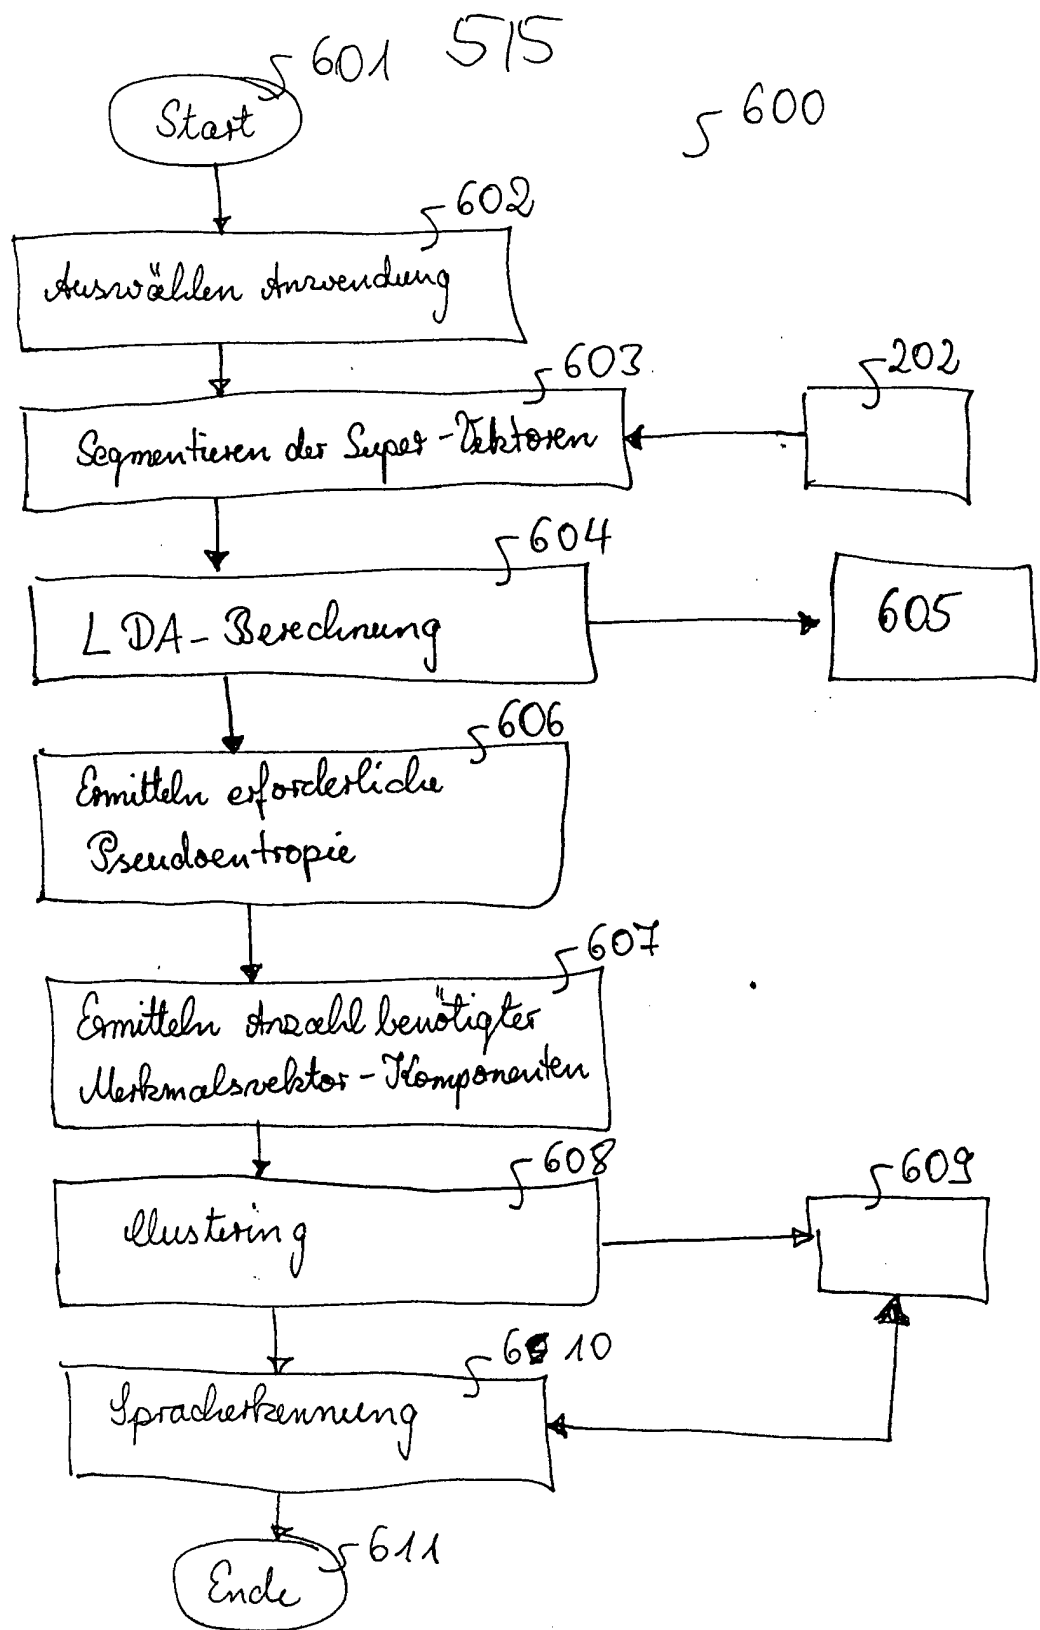 601 5/5
Start
600
602
Auswählen Anwendung
603
202
Segmentieren der Super-Vektoren
604
LDA-Berechnung
605
606
Ermitteln erforderliche
Pseudoentropie
607
Ermitteln Anzahl benötigter
Merkmalsvektor-Komponenten
608
609
Clustering
610
Spracherkennung
611
Ende